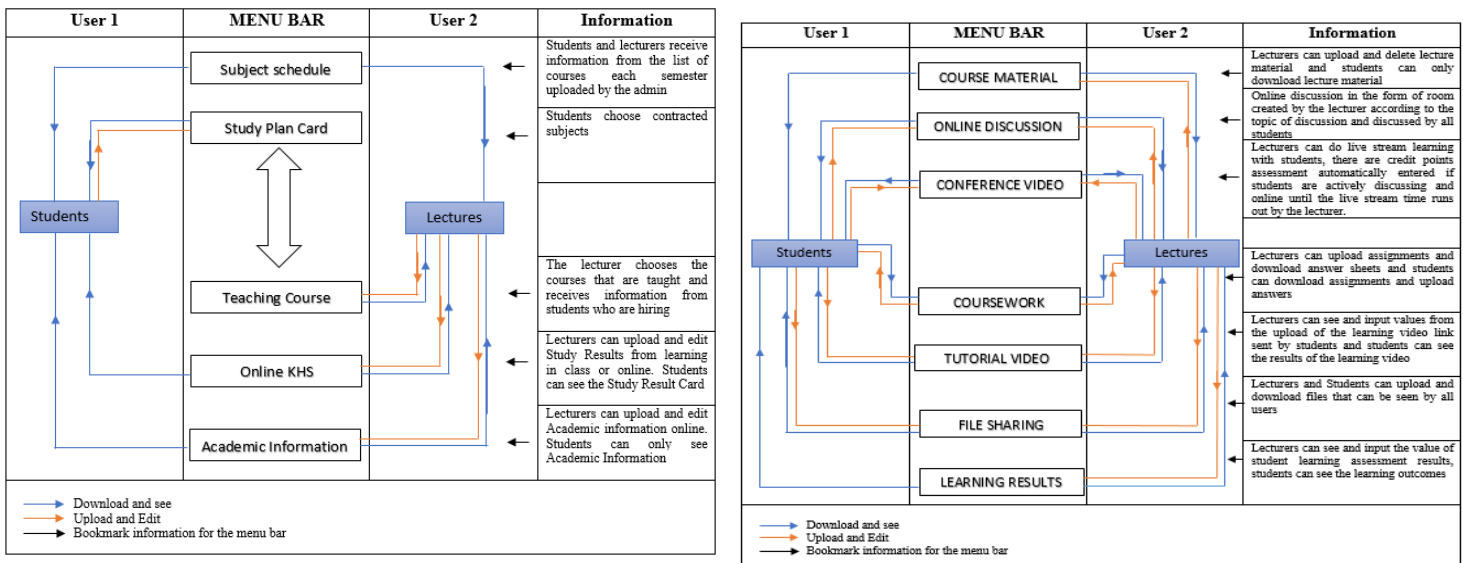 User 1 MENU BAR User 2 Information
Subject schedule
Students and lecturers receive
information from the list of
courses each semester
uploaded by the admin
Study Plan Card
Students choose contracted
subjects
Students
Lectures
Teaching Course
The lecturer chooses the
courses that are taught and
receives information from
students who are hiring
Online KHS
Lecturers can upload and edit
Study Results from learning
in class or online. Students
can see the Study Result Card
Academic Information
Lecturers can upload and edit
Academic information online.
Students can only see
Academic Information
Download and see
Upload and Edit
Bookmark information for the menu bar
User 1 MENU BAR User 2 Information
COURSE MATERIAL
Lecturers can upload and delete lecture
material and students can only
download lecture material
ONLINE DISCUSSION
Online discussion in the form of room
created by the lecturer according to the
topic of discussion and discussed by all
students
CONFERENCE VIDEO
Lecturers can do live stream learning
with students, there are credit points
assessment automatically entered if
students are actively discussing and
online until the live stream time runs
out by the lecturer.
Students
Lectures
COURSEWORK
Lecturers can upload assignments and
download answer sheets and students
can download assignments and upload
answers
TUTORIAL VIDEO
Lecturers can see and input values from
the upload of the learning video link
sent by students and students can see
the results of the learning video
FILE SHARING
Lecturers and Students can upload and
download files that can be seen by all
users
LEARNING RESULTS
Lecturers can see and input the value of
student learning assessment results,
students can see the learning outcomes
Download and see
Upload and Edit
Bookmark information for the menu bar